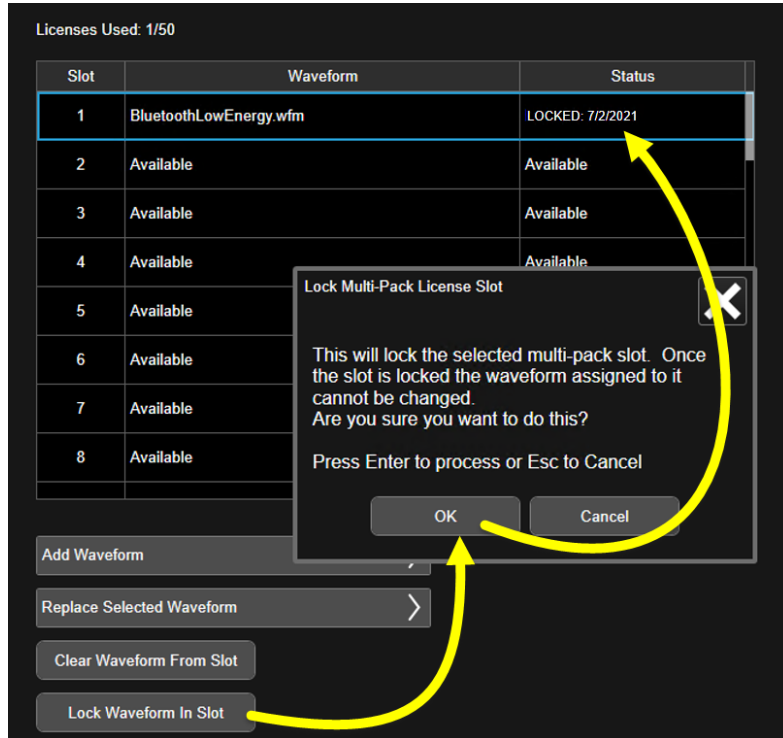 Licenses Used: 1/50
Slot Waveform Status
1 BluetoothLowEnergy.wfm LOCKED: 7/2/2021
2 Available Available
3 Available Available
4 Available Available
5 Available
6 Available
7 Available
8 Available
Lock Multi-Pack License Slot
This will lock the selected multi-pack slot. Once
the slot is locked the waveform assigned to it
cannot be changed.
Are you sure you want to do this?
Press Enter to process or Esc to Cancel
OK Cancel
Add Waveform
Replace Selected Waveform
Clear Waveform From Slot
Lock Waveform In Slot